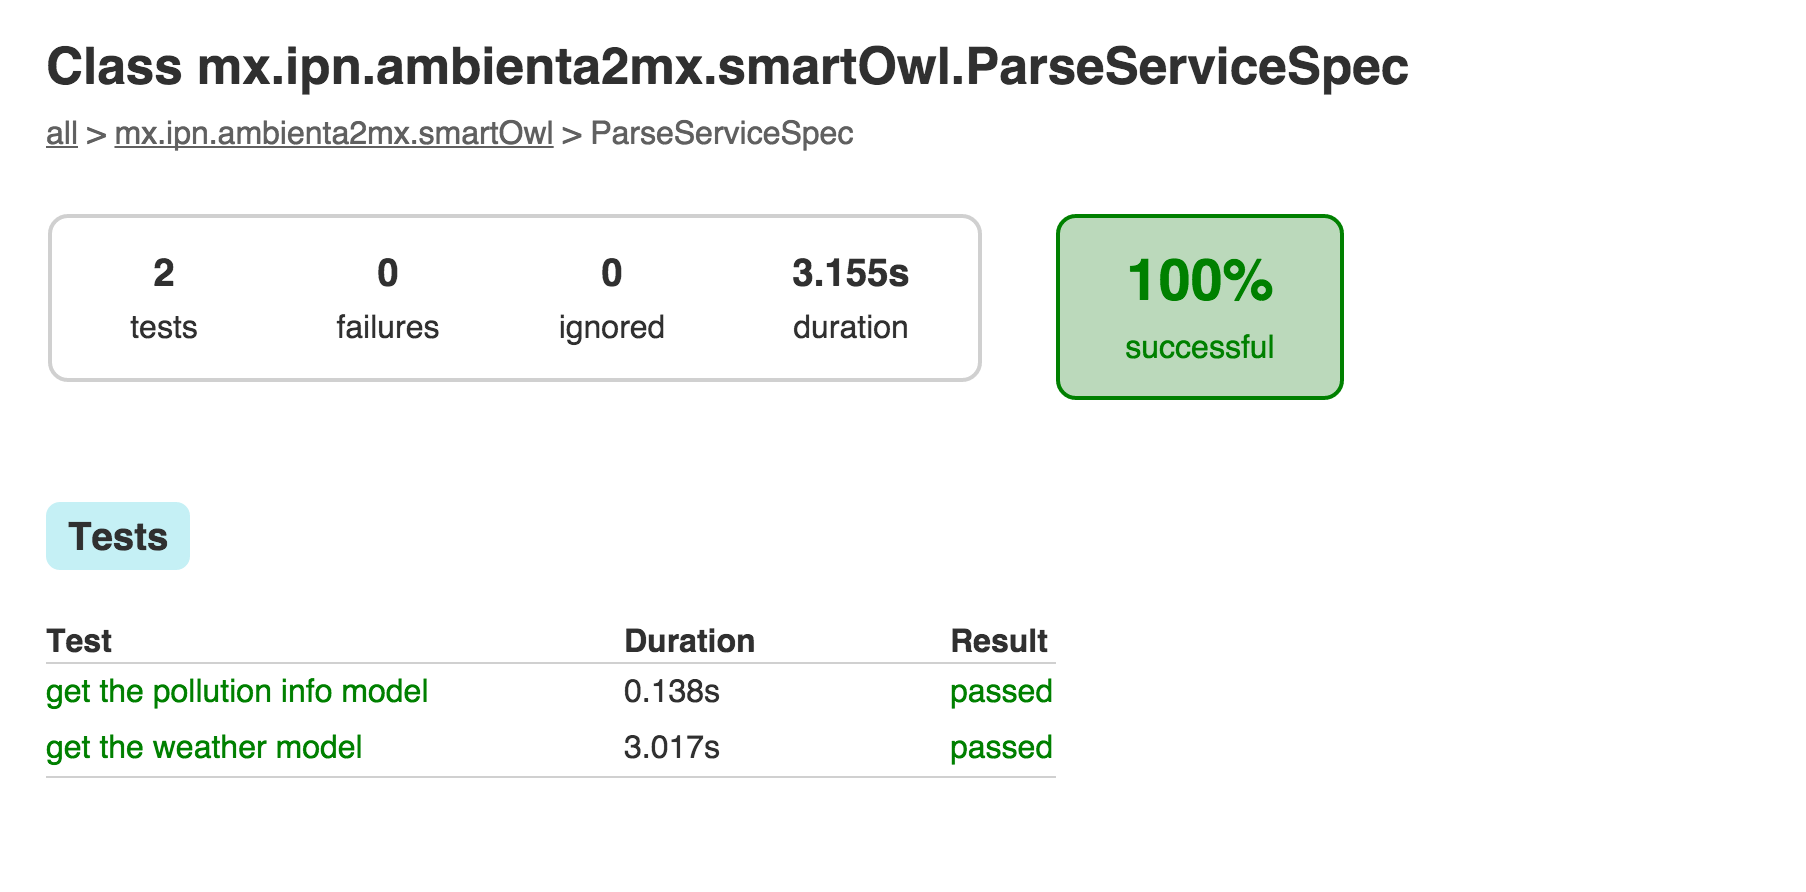 Class mx.ipn.ambienta2mx.smartOwl.ParseServiceSpec
all > mx.ipn.ambienta2mx.smartOwl > ParseServiceSpec
2 0 0 3.155s
tests failures ignored duration
100%
successful
Tests
Test Duration Result
get the pollution info model 0.138s passed
get the weather model 3.017s passed